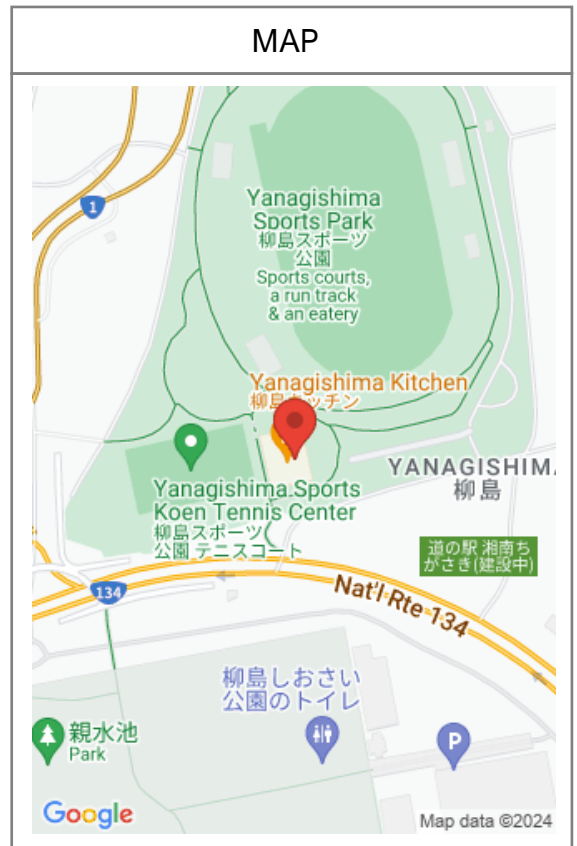 MAP
1
Yanagishima
Sports Park
柳島スポーツ
公園
Sports courts,
a run track
& an eatery
Yanagishima Kitchen
柳島キッチン
YANAGISHIM
柳島
Yanagishima Sports
Koen Tennis Center
柳島スポーツ
公園 テニスコート
道の駅 湘南ち
がさき(建設中)
134
Nat'l Rte 134
柳島しおさい
公園のトイレ
親水池
Park
P
Google
Map data ©2024